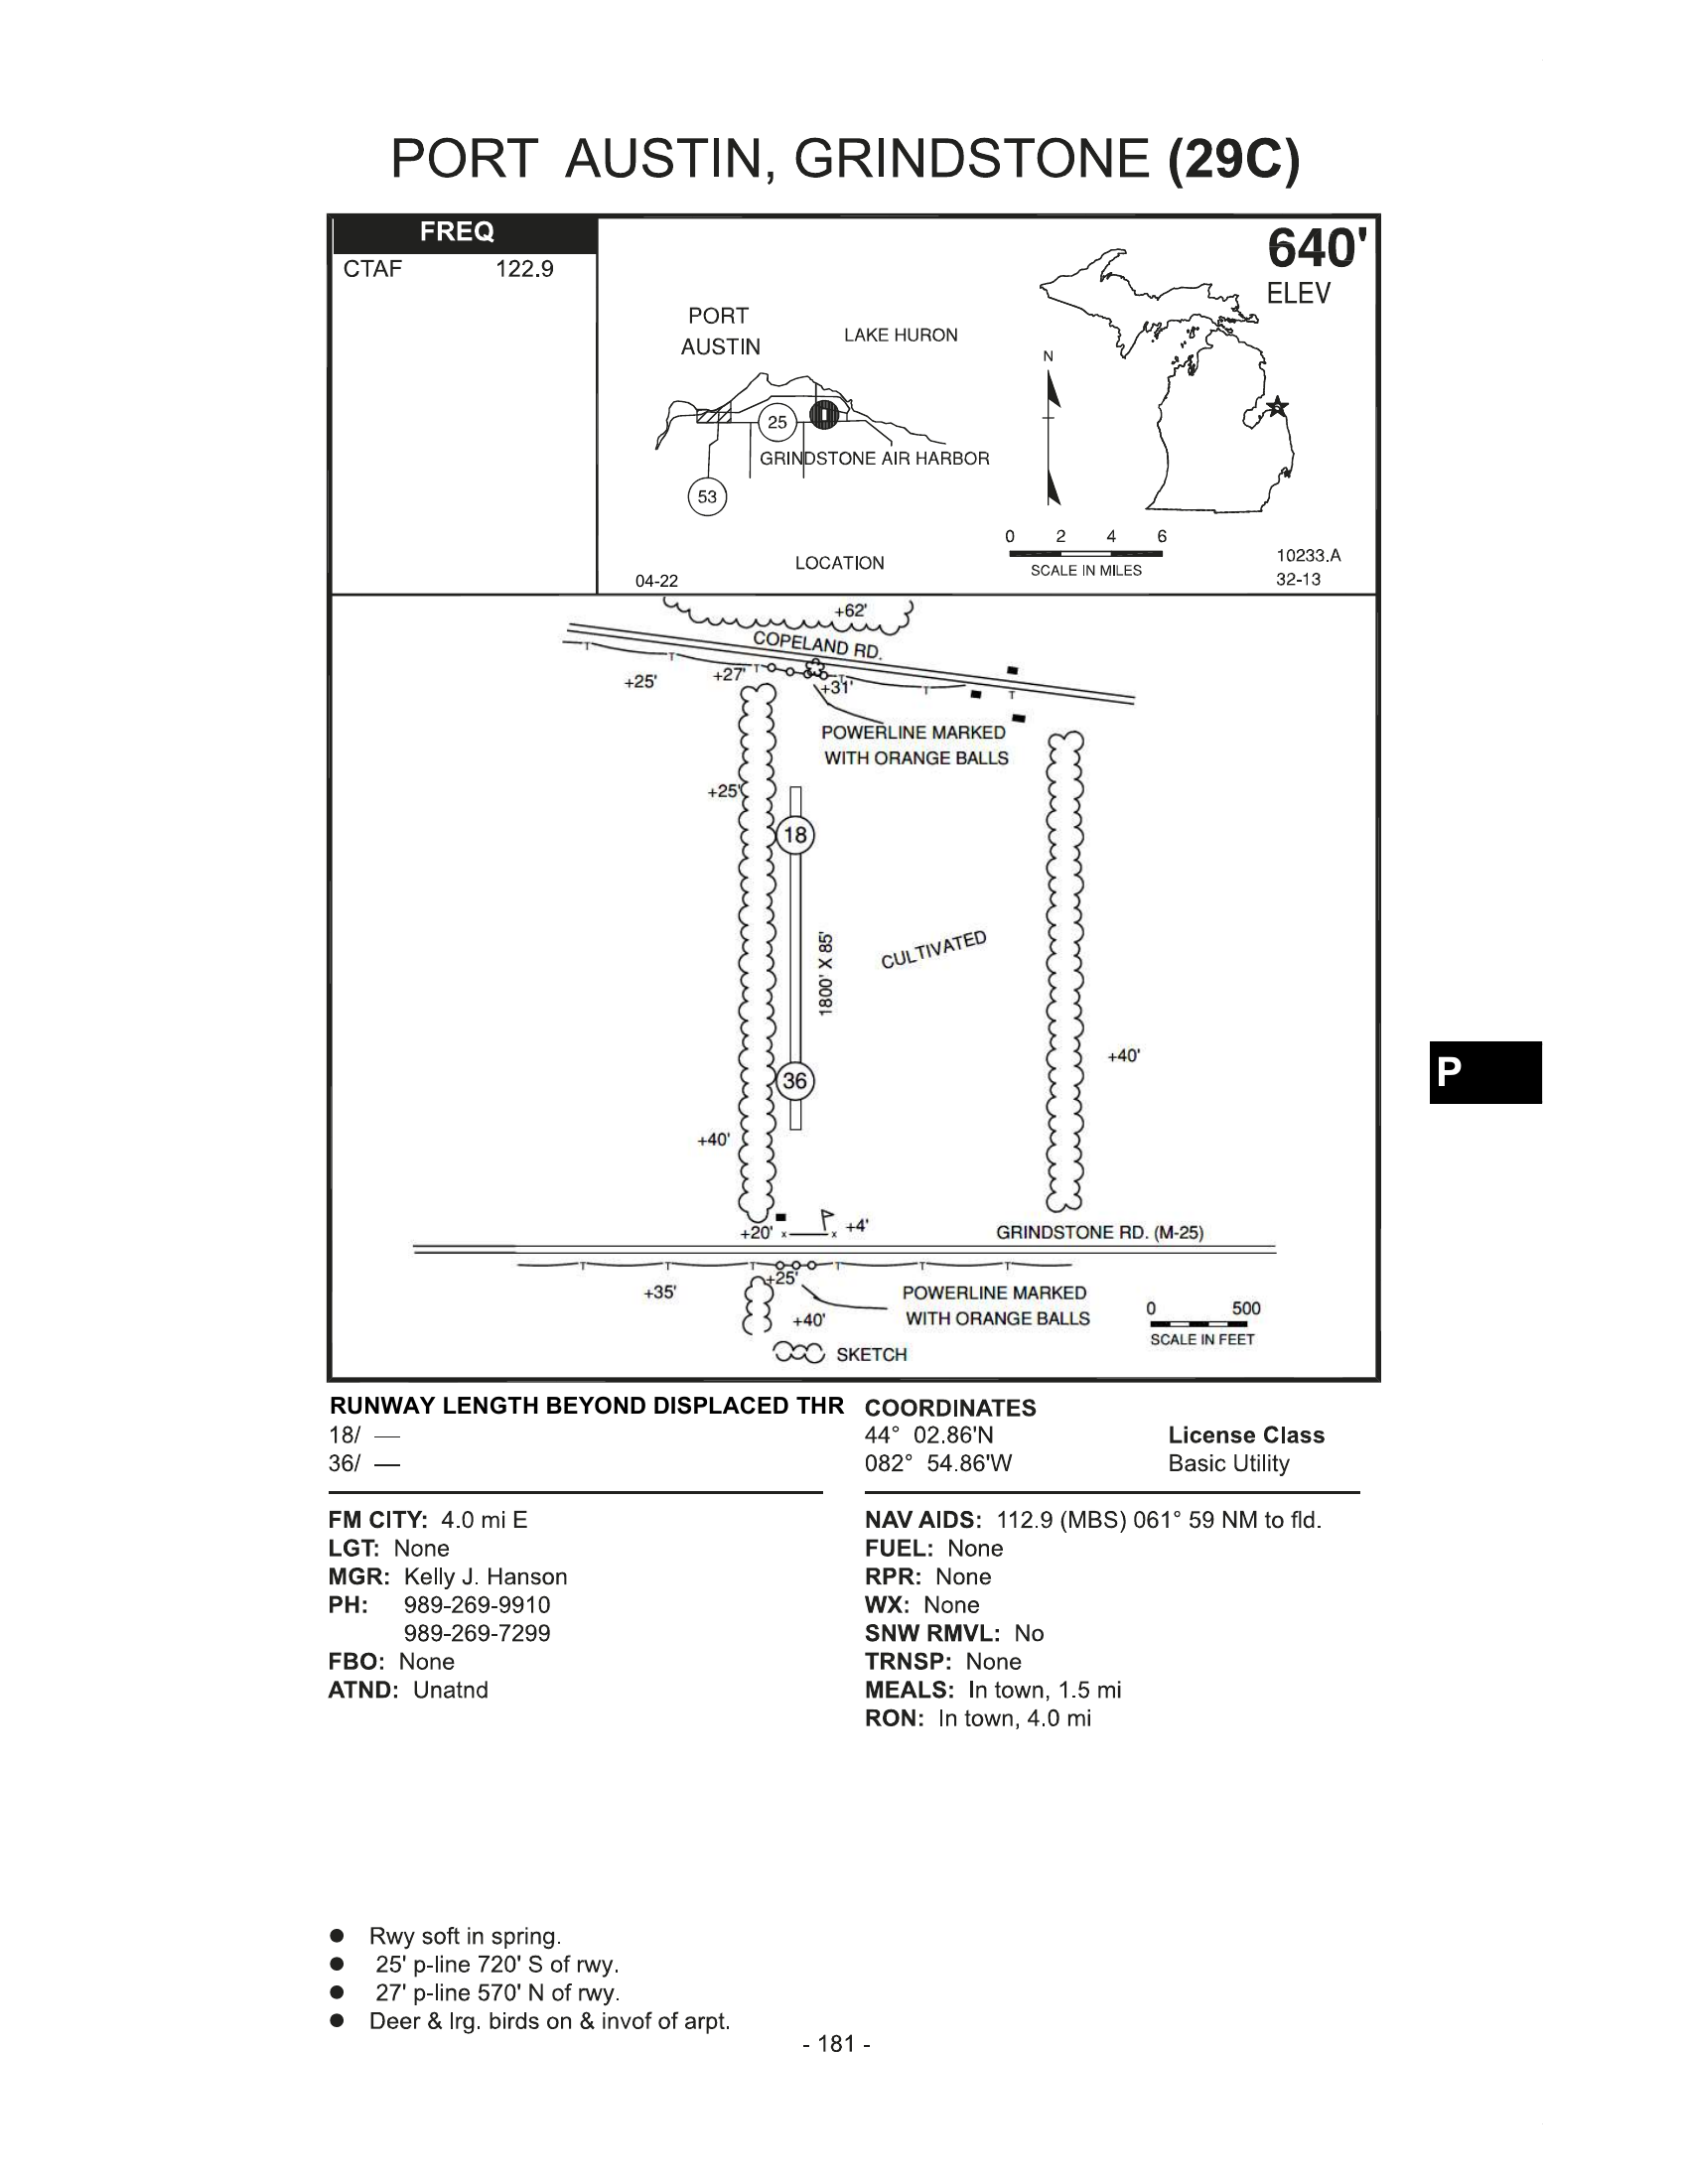 PORT AUSTIN, GRINDSTONE (29C)
FREQ
CTAF 122.9
640'
ELEV
PORT
AUSTIN
LAKE HURON
N
25
GRINDSTONE AIR HARBOR
53
0 2 4 6
SCALE IN MILES
LOCATION
04-22
10233.A
32-13
+62'
COPELAND RD.
+25'
+27'
+31'
POWERLINE MARKED
WITH ORANGE BALLS
+25'
18
1800' X 85'
CULTIVATED
+40'
36
+40'
+20'
+4'
GRINDSTONE RD. (M-25)
+35'
+25'
+40'
POWERLINE MARKED
WITH ORANGE BALLS
0 500
SCALE IN FEET
SKETCH
P
RUNWAY LENGTH BEYOND DISPLACED THR
18/ —
36/ —
COORDINATES
44° 02.86'N
082° 54.86'W
License Class
Basic Utility
FM CITY: 4.0 mi E
LGT: None
MGR: Kelly J. Hanson
PH: 989-269-9910
989-269-7299
FBO: None
ATND: Unatnd
NAV AIDS: 112.9 (MBS) 061° 59 NM to fld.
FUEL: None
RPR: None
WX: None
SNW RMVL: No
TRNSP: None
MEALS: In town, 1.5 mi
RON: In town, 4.0 mi
● Rwy soft in spring.
● 25' p-line 720' S of rwy.
● 27' p-line 570' N of rwy.
● Deer & lrg. birds on & invof of arpt.
- 181 -